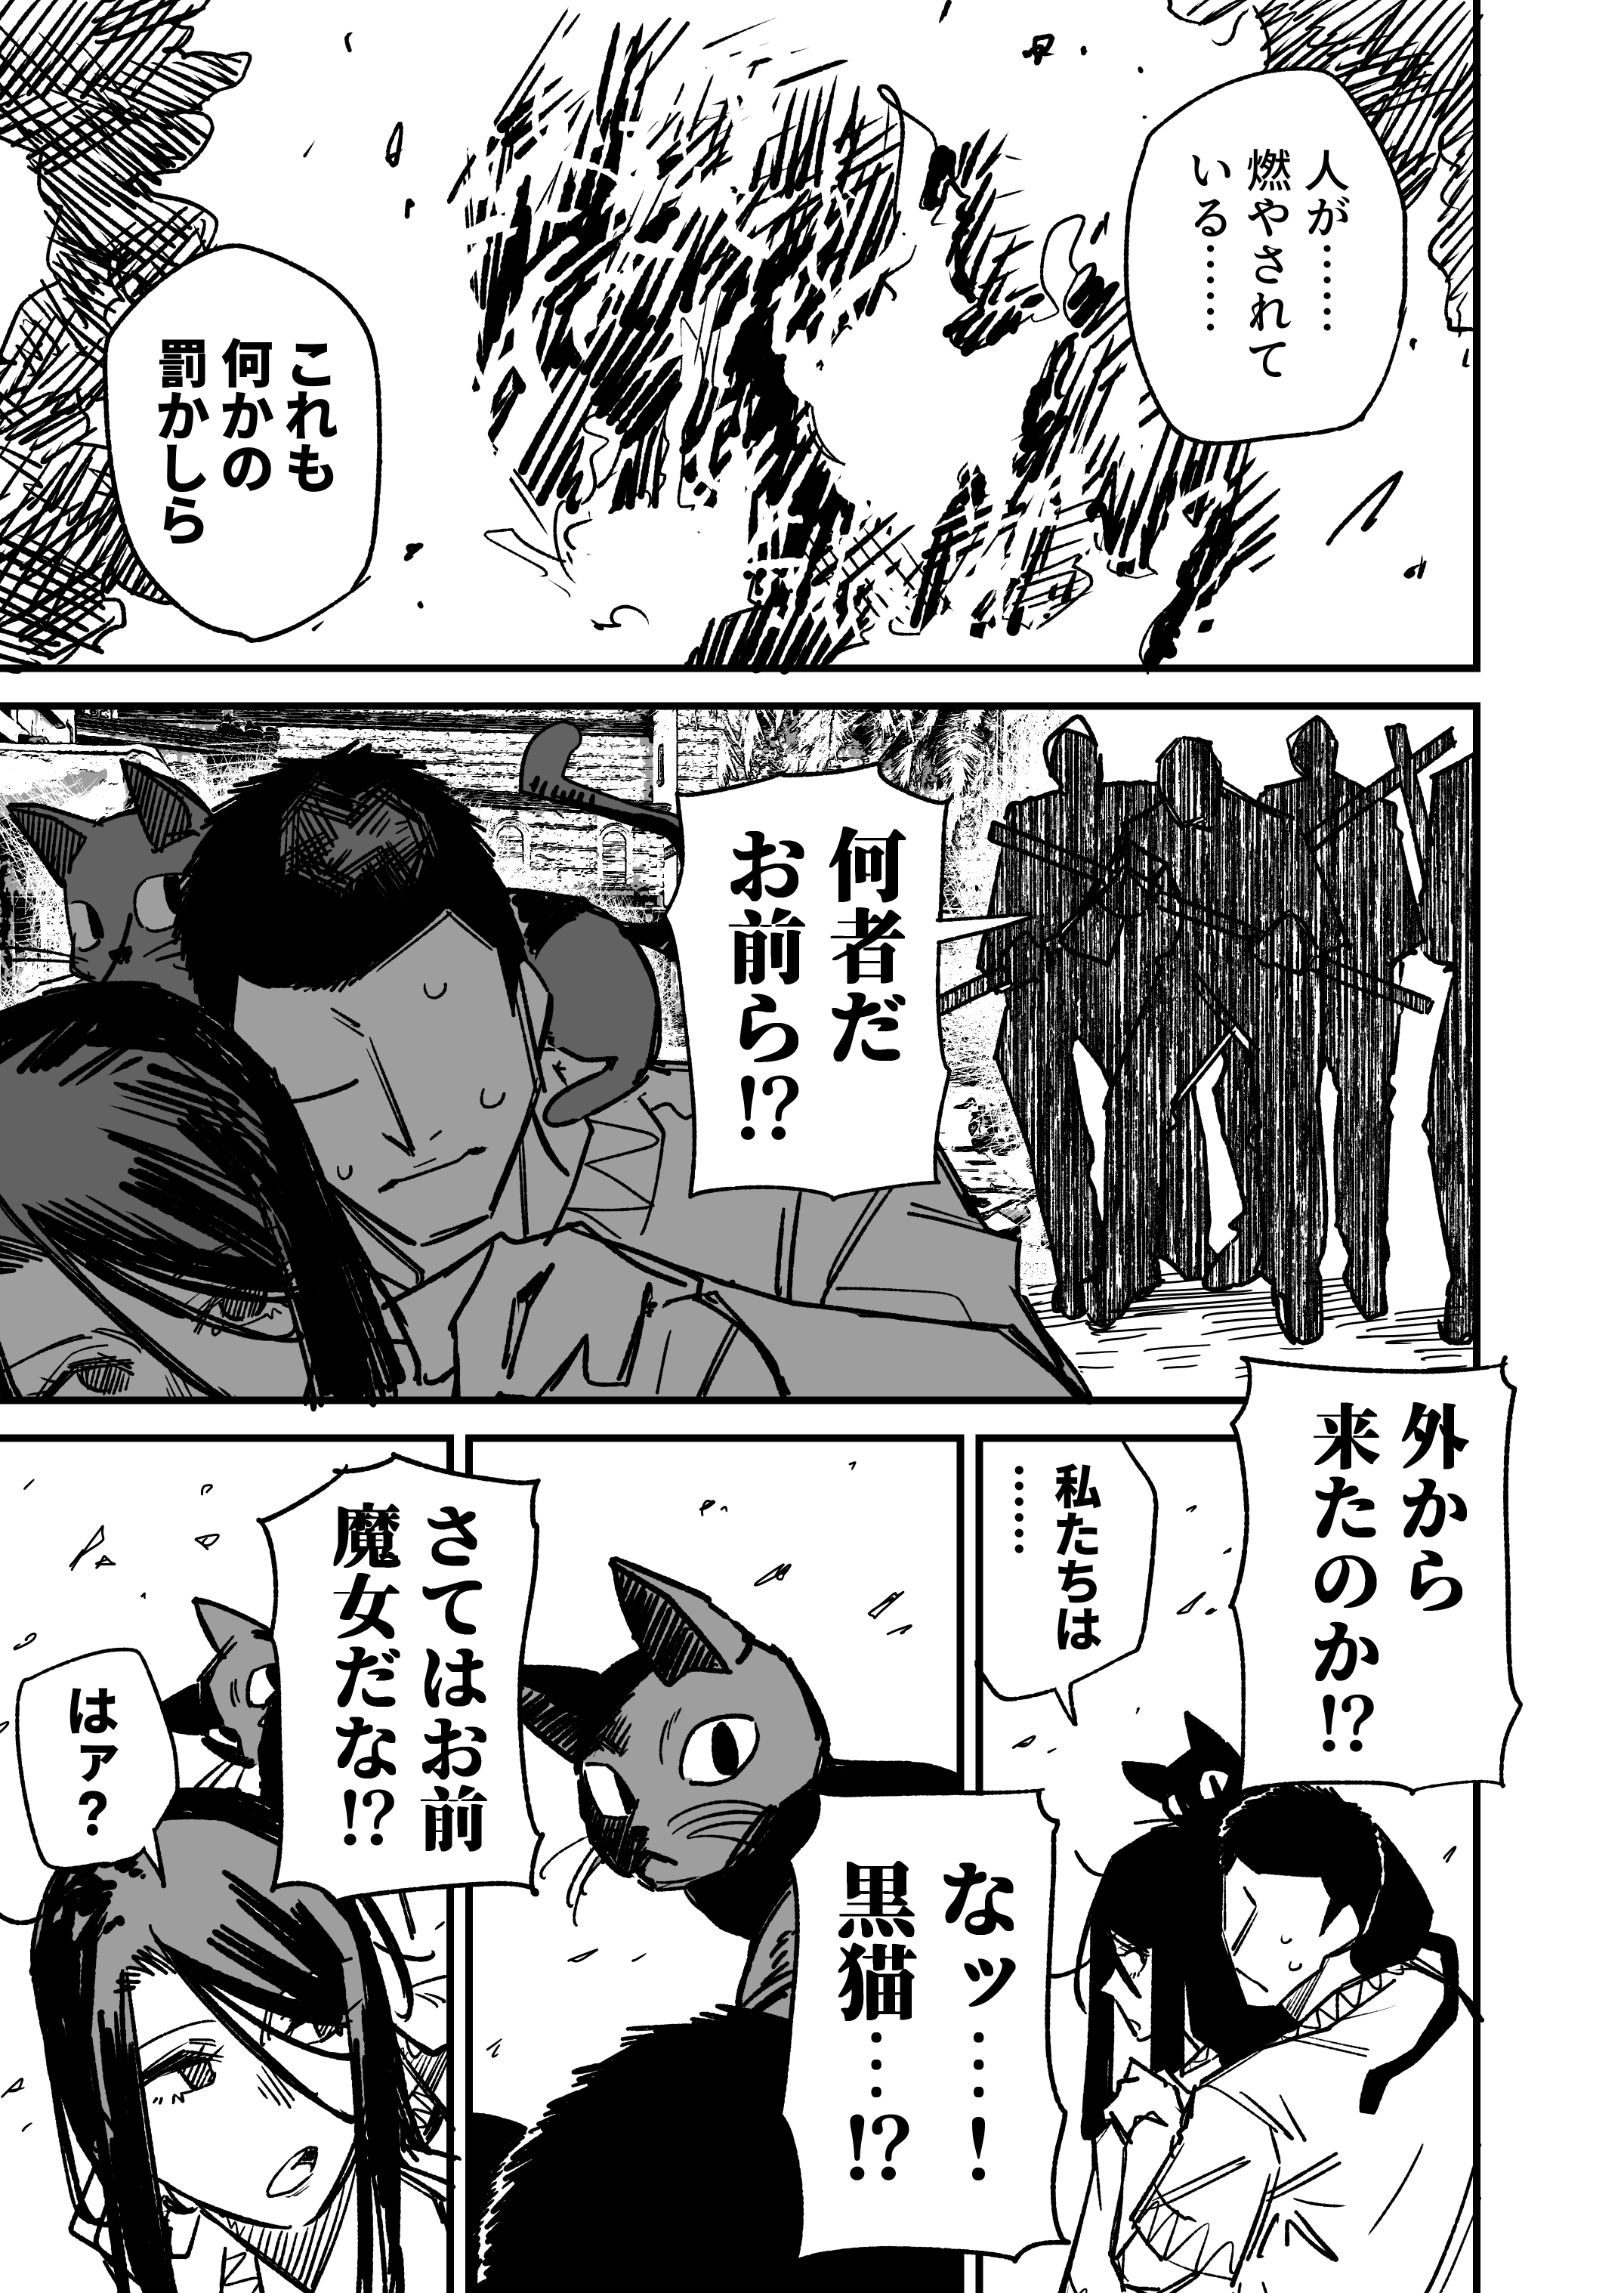 人が……
燃やされて
いる……
これも
何かの
罰かしら
何者だ
お前ら!?
外から
来たのか!?
私たちは
……
なッ…！
黒猫…!?
さてはお前
魔女だな!?
はァ？